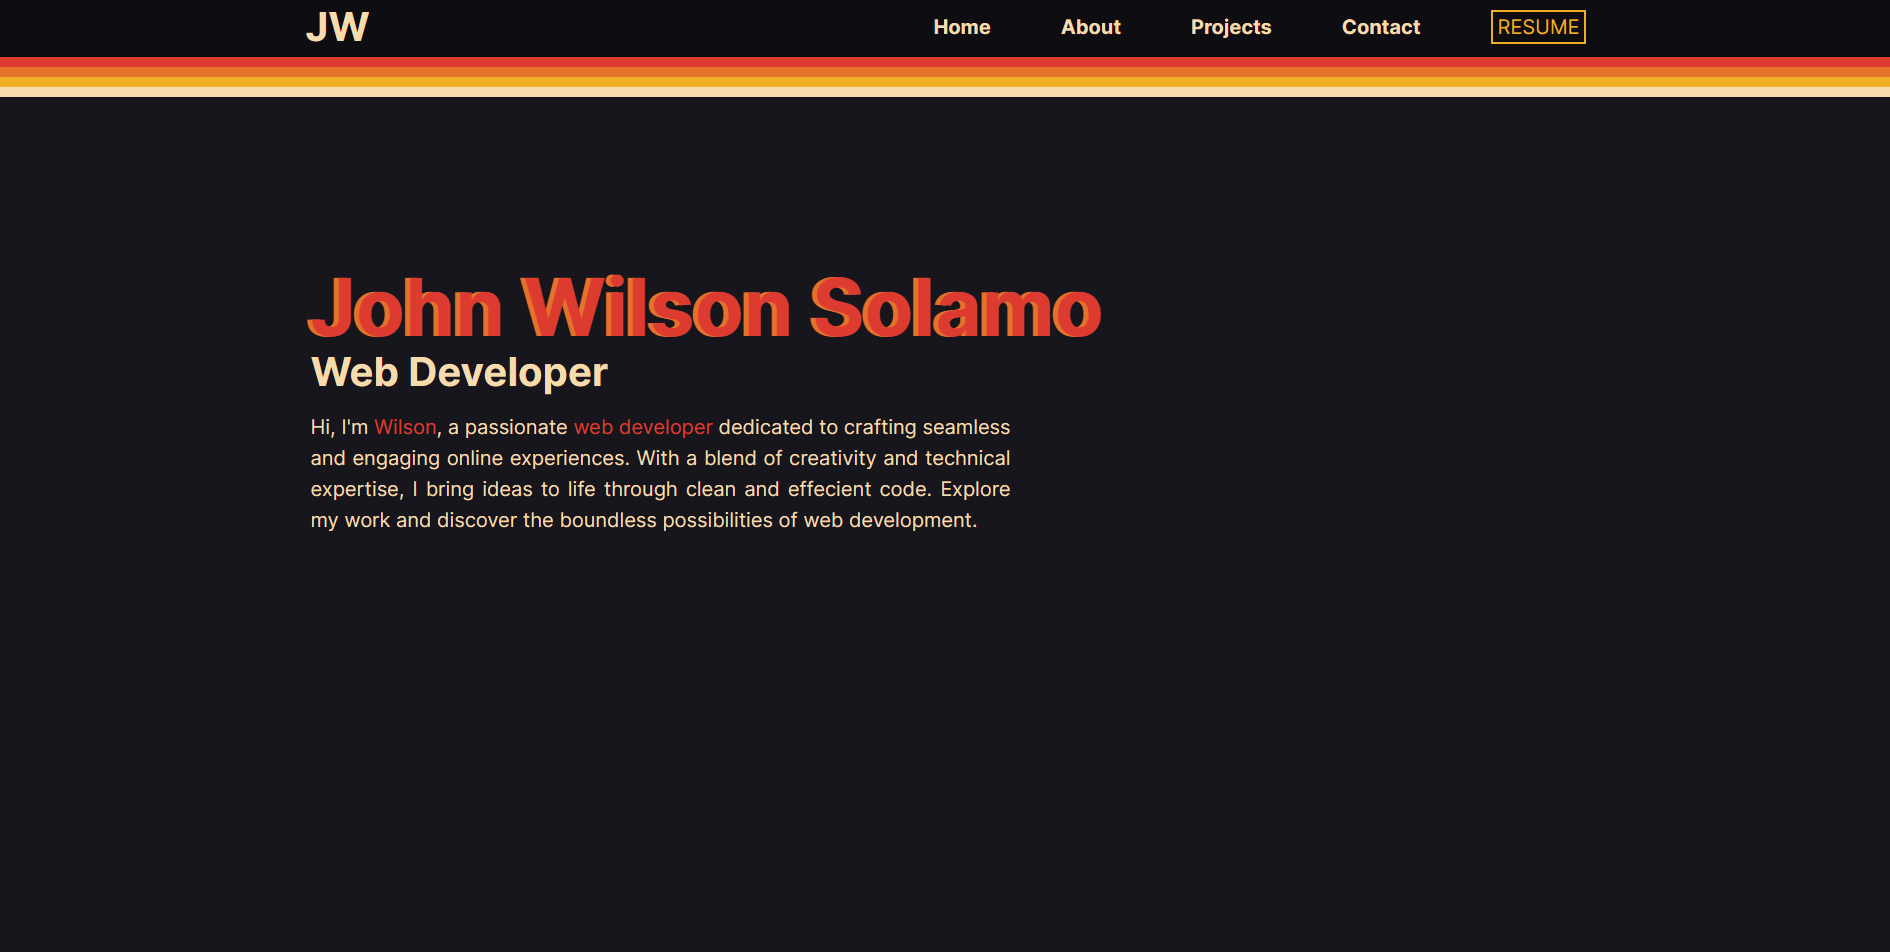 JW
Home About Projects Contact RESUME
John Wilson Solamo
Web Developer
Hi, I'm Wilson, a passionate web developer dedicated to crafting seamless
and engaging online experiences. With a blend of creativity and technical
expertise, I bring ideas to life through clean and effecient code. Explore
my work and discover the boundless possibilities of web development.